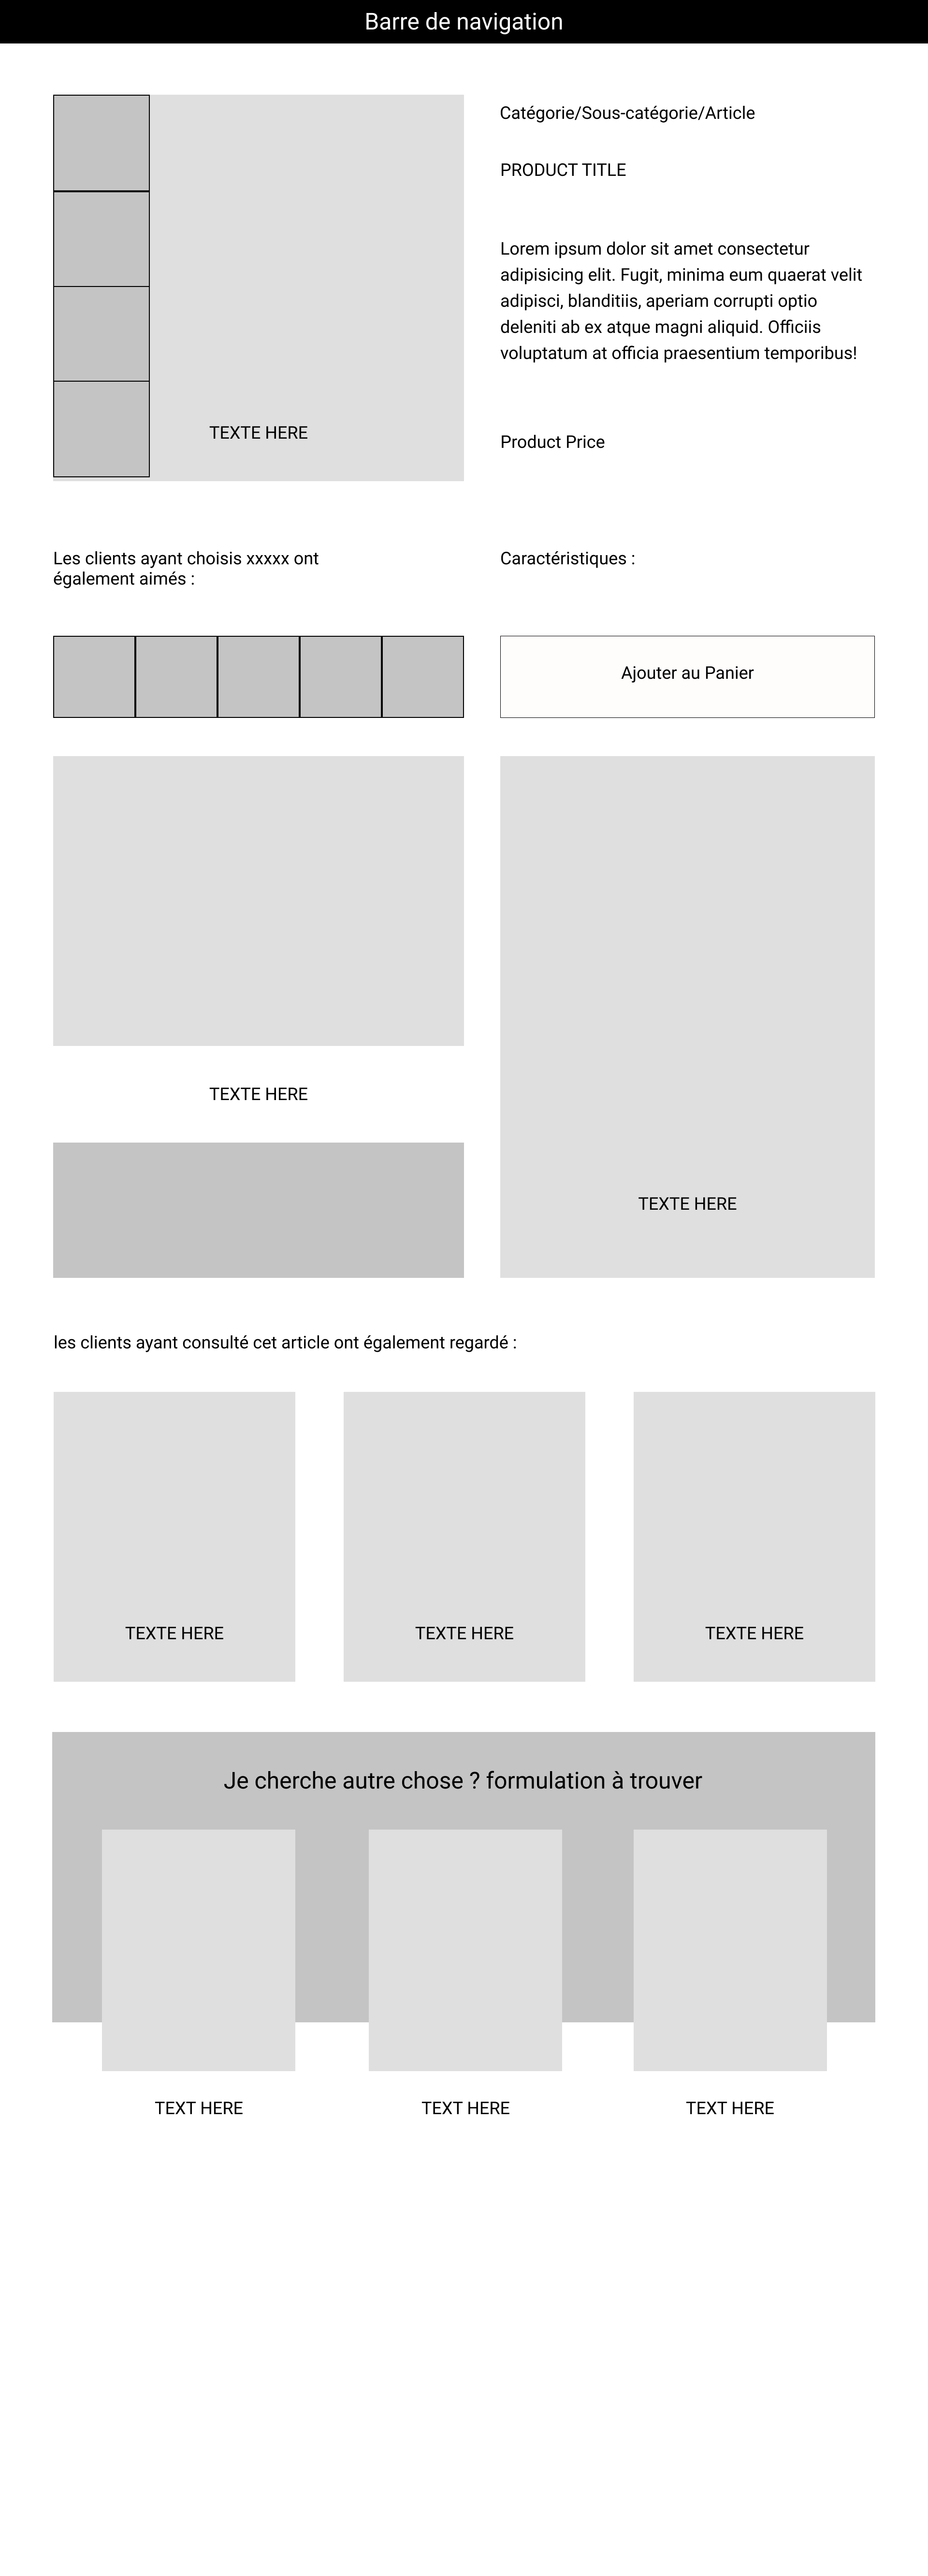 Barre de navigation
Catégorie/Sous-catégorie/Article
PRODUCT TITLE
Lorem ipsum dolor sit amet consectetur
adipisicing elit. Fugit, minima eum quaerat velit
adipisci, blanditiis, aperiam corrupti optio
deleniti ab ex atque magni aliquid. Officiis
voluptatum at officia praesentium temporibus!
TEXTE HERE
Product Price
Les clients ayant choisis xxxxx ont
également aimés :
Caractéristiques :
Ajouter au Panier
TEXTE HERE
TEXTE HERE
les clients ayant consulté cet article ont également regardé :
TEXTE HERE
TEXTE HERE
TEXTE HERE
Je cherche autre chose ? formulation à trouver
TEXT HERE
TEXT HERE
TEXT HERE